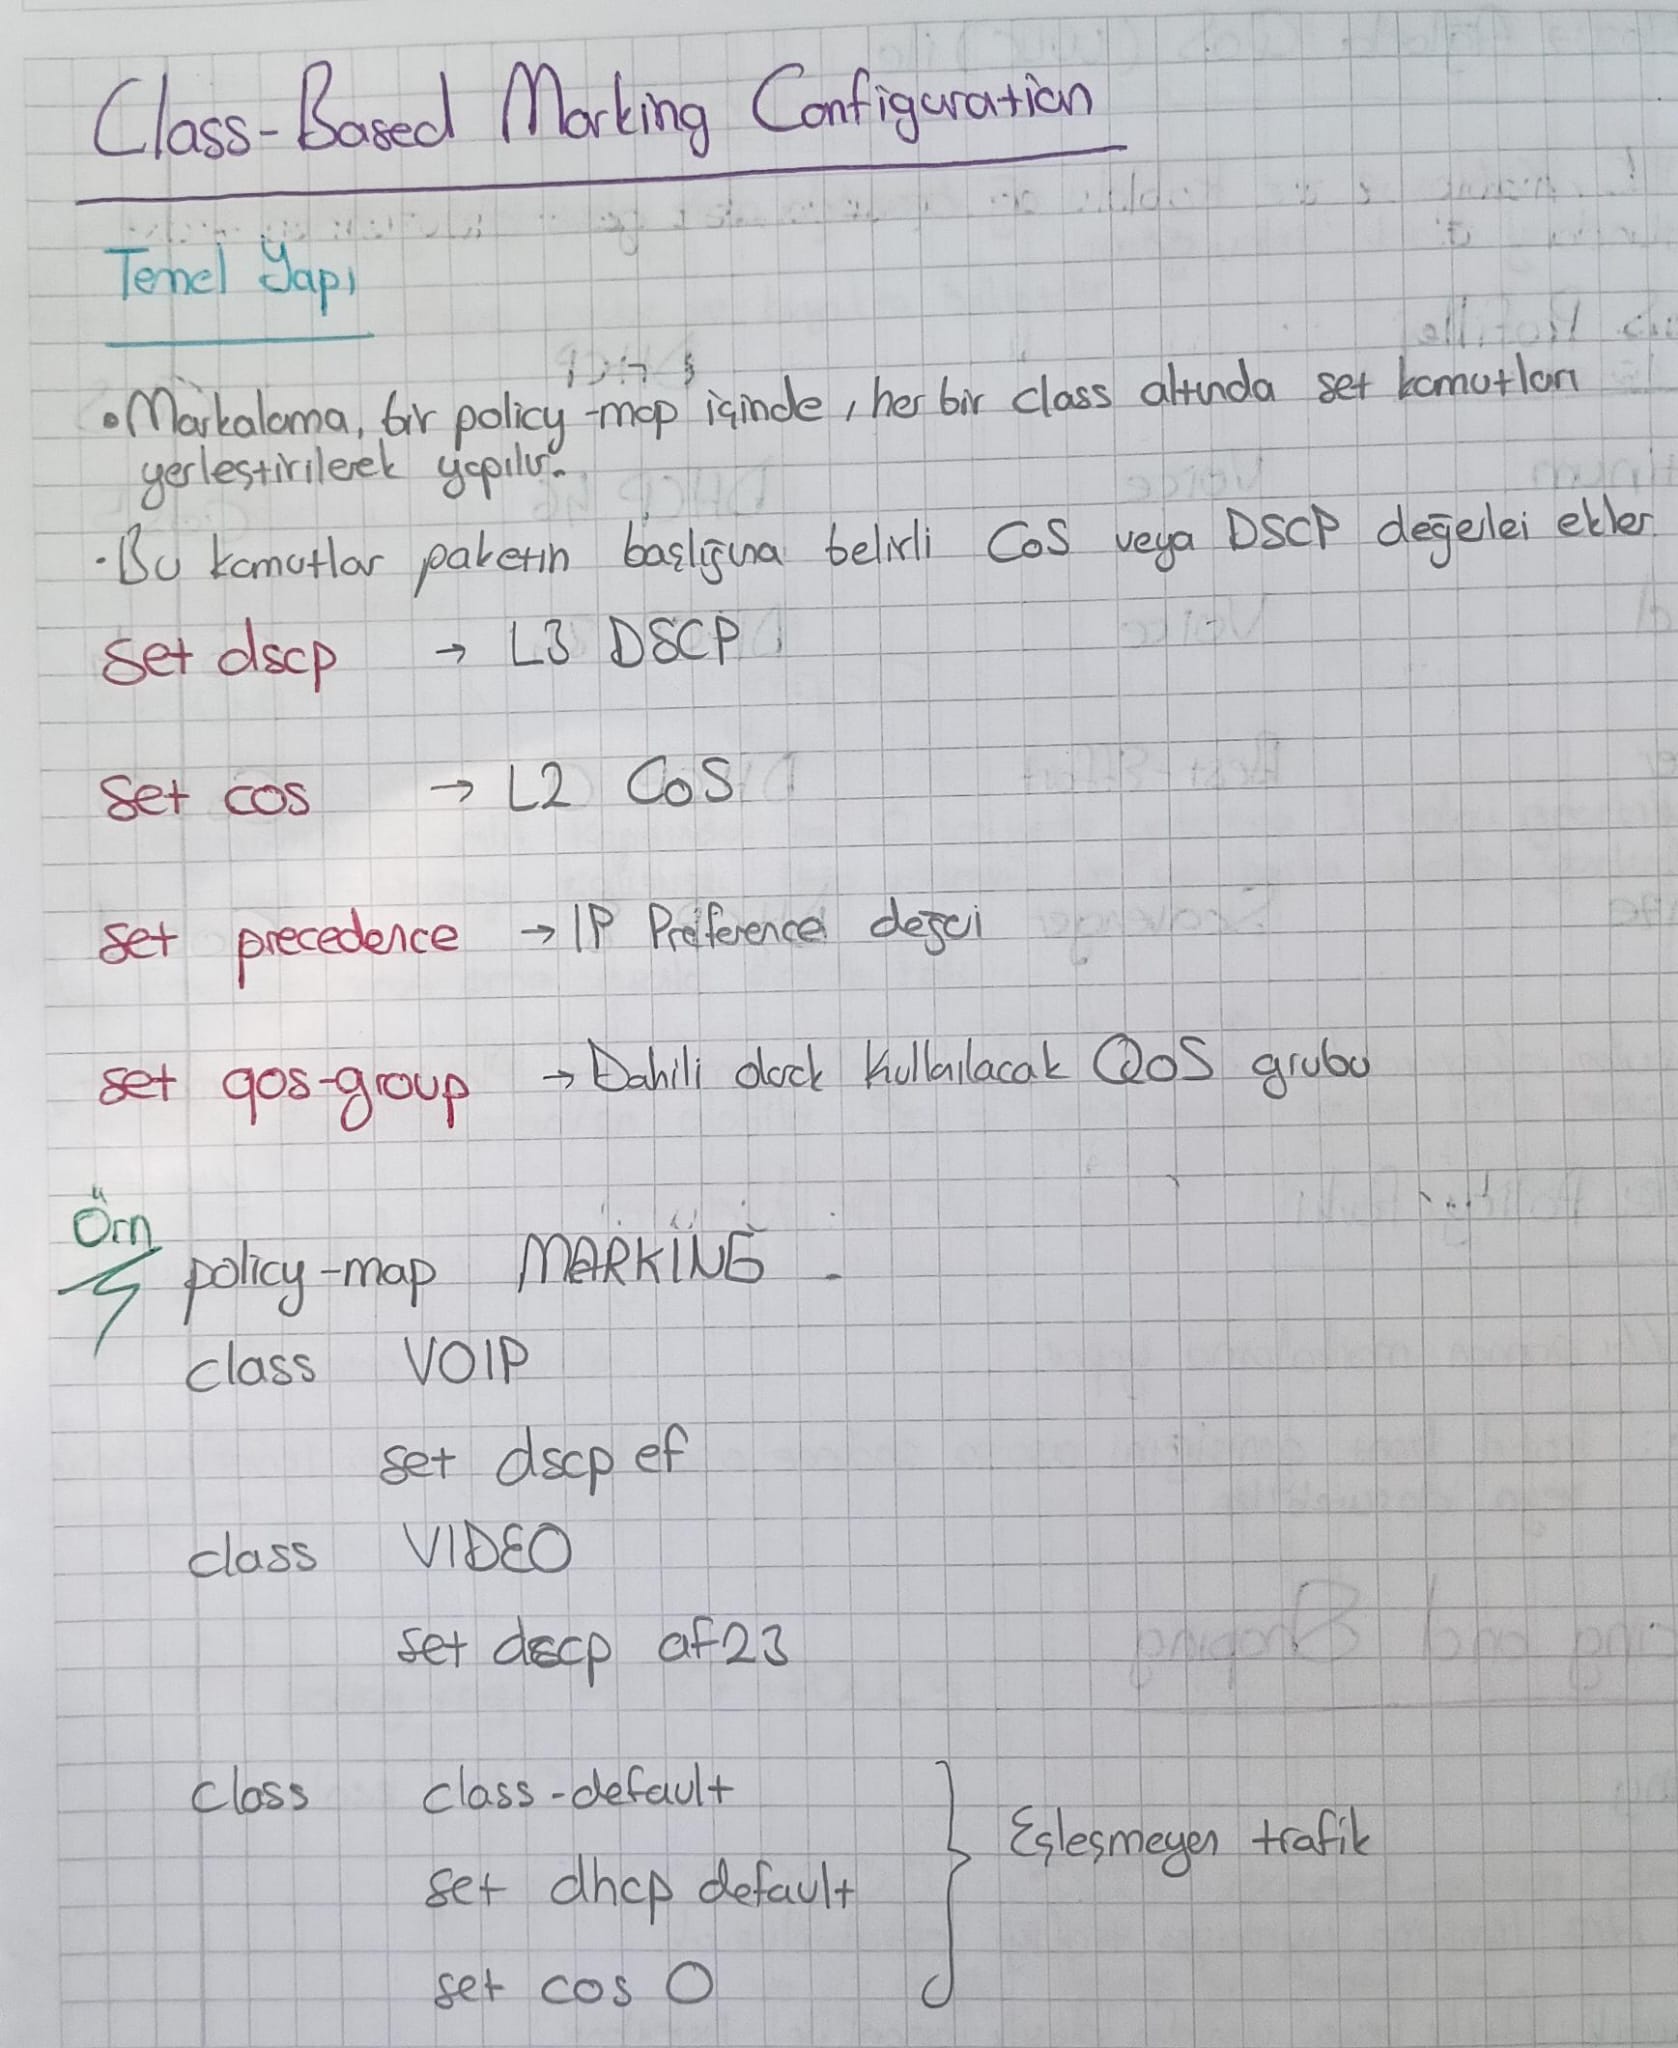 Class-Based Marking Configuration
Temel Yapı
• Markalama, bir policy-map içinde, her bir class altında set komutları
yerleştirilerek yapılır.
• Bu komutlar paketin başlığına belirli CoS veya DSCP değerlei ekler
set dscp → L3 DSCP
set cos → L2 CoS
set precedence → IP Preference değeri
set qos-group → Dahili olarak kullanılacak QoS grubu
Örn
policy-map MARKİNG
class VOIP
set dscp ef
class VIDEO
set dscp af23
class class-default
set dhcp default
set cos 0
Eşleşmeyen trafik